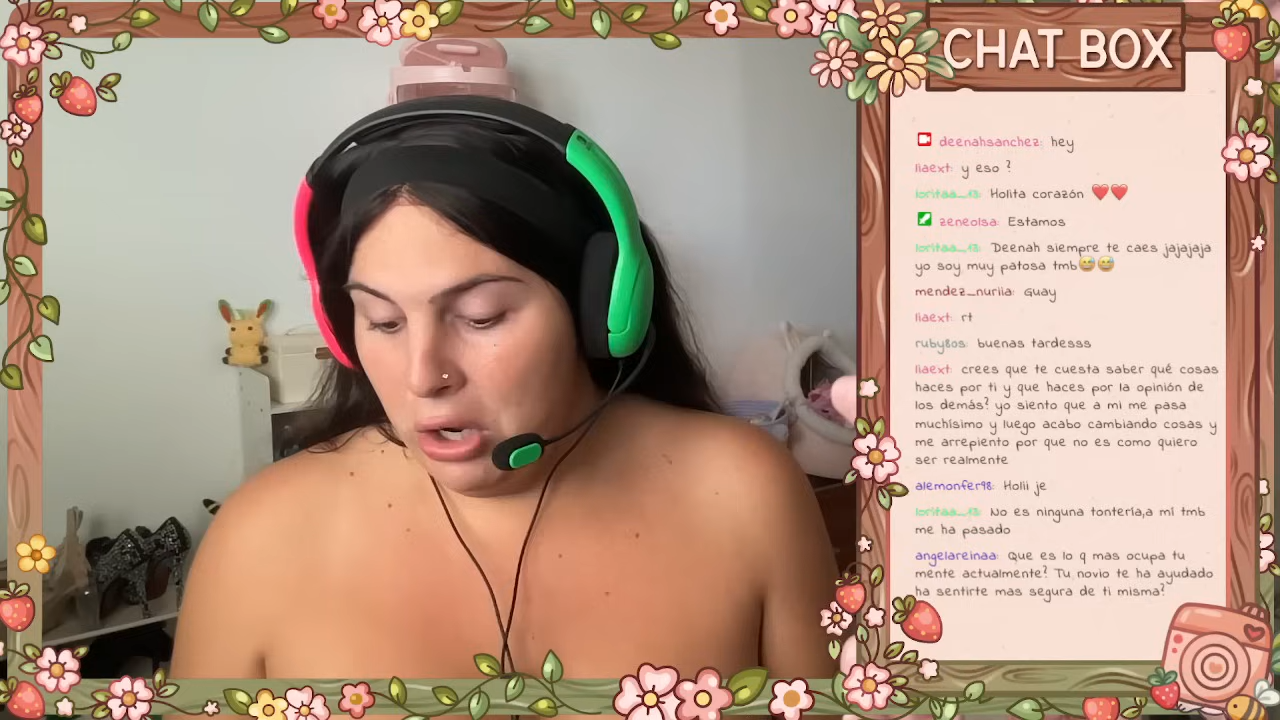 CHAT BOX
deenahsanchez: hey
liaext: y eso ?
loritaa_13: Holita corazón ❤️❤️
zeneolsa: Estamos
loritaa_13: Deenah siempre te caes jajajaja
yo soy muy patosa tmb😅😅
mendez_nuriia: Guay
liaext: rt
ruby8os: buenas tardesss
liaext: crees que te cuesta saber qué cosas
haces por ti y que haces por la opinión de
los demás? yo siento que a mi me pasa
muchísimo y luego acabo cambiando cosas y
me arrepiento por que no es como quiero
ser realmente
alemonfer98: Holii je
loritaa_13: No es ninguna tontería,a mí tmb
me ha pasado
angelareinaa: Que es lo q mas ocupa tu
mente actualmente? Tu novio te ha ayudado
ha sentirte mas segura de ti misma?